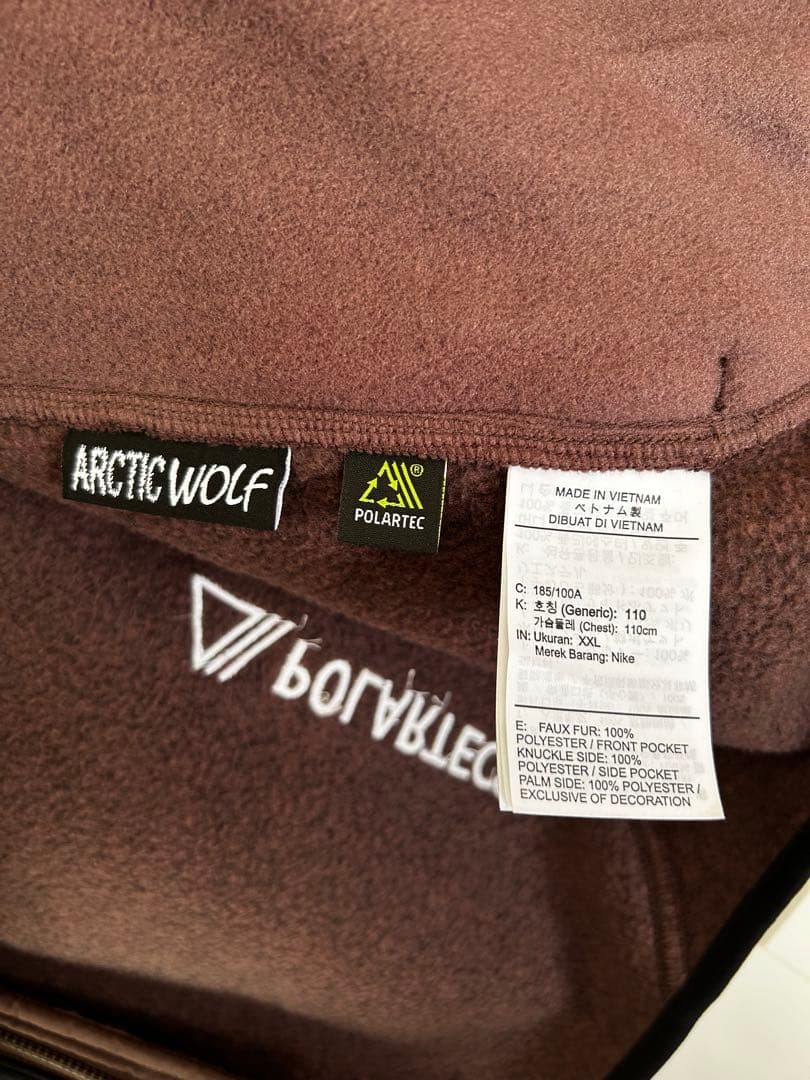 ARCTIC WOLF
®
POLARTEC
POLARTEC
MADE IN VIETNAM
ベトナム製
DIBUAT DI VIETNAM
C: 185/100A
K: 호칭 (Generic): 110
가슴둘레 (Chest): 110cm
IN: Ukuran: XXL
Merek Barang: Nike
E: FAUX FUR: 100%
POLYESTER / FRONT POCKET
KNUCKLE SIDE: 100%
POLYESTER / SIDE POCKET
PALM SIDE: 100% POLYESTER /
EXCLUSIVE OF DECORATION